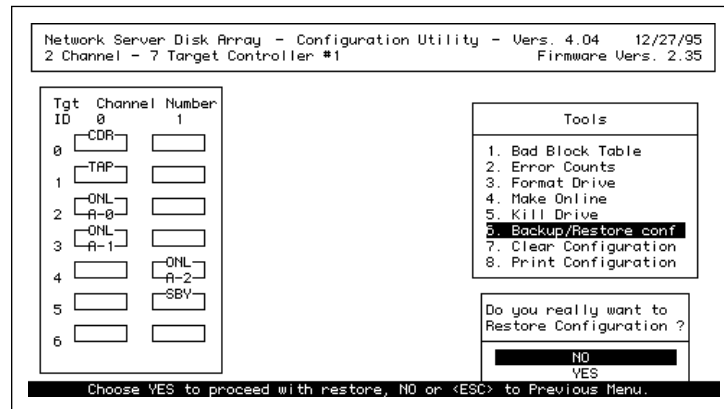 Network Server Disk Array - Configuration Utility - Vers. 4.04 12/27/95
2 Channel - 7 Target Controller #1 Firmware Vers. 2.35
Tgt Channel Number
ID 0 1
CDR
0
TAP
1
ONL
2 A-0
ONL
3 A-1
ONL
4 A-2
SBY
5
6
Tools
1. Bad Block Table
2. Error Counts
3. Format Drive
4. Make Online
5. Kill Drive
6. Backup/Restore conf
7. Clear Configuration
8. Print Configuration
Do you really want to
Restore Configuration ?
NO
YES
Choose YES to proceed with restore, NO or <ESC> to Previous Menu.